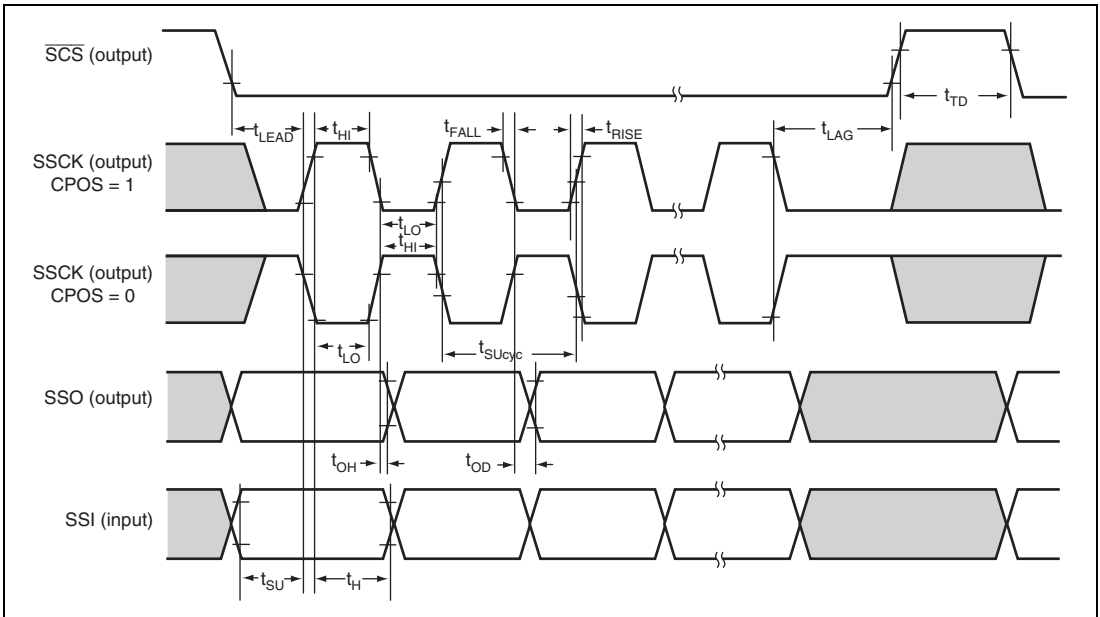 SCS (output)
tTD
tLEAD
tHI
tFALL
tRISE
tLAG
SSCK (output)
CPOS = 1
tLO
tHI
SSCK (output)
CPOS = 0
tLO
tSUcyc
SSO (output)
tOH
tOD
SSI (input)
tSU
tH